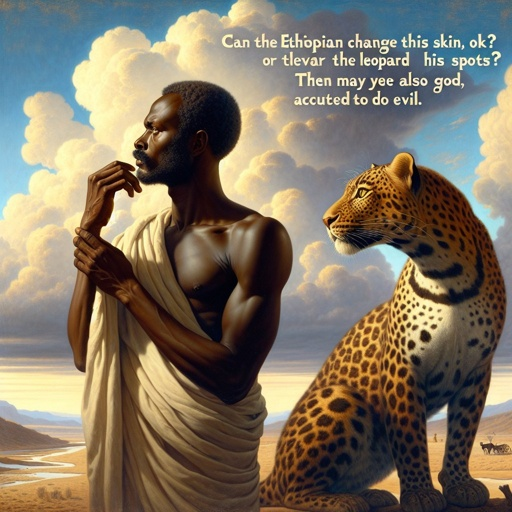 Can the Ethiopian change this skin, ok?
or tlevar the leopard his spots?
Then may yee also god,
accuted to do evil.